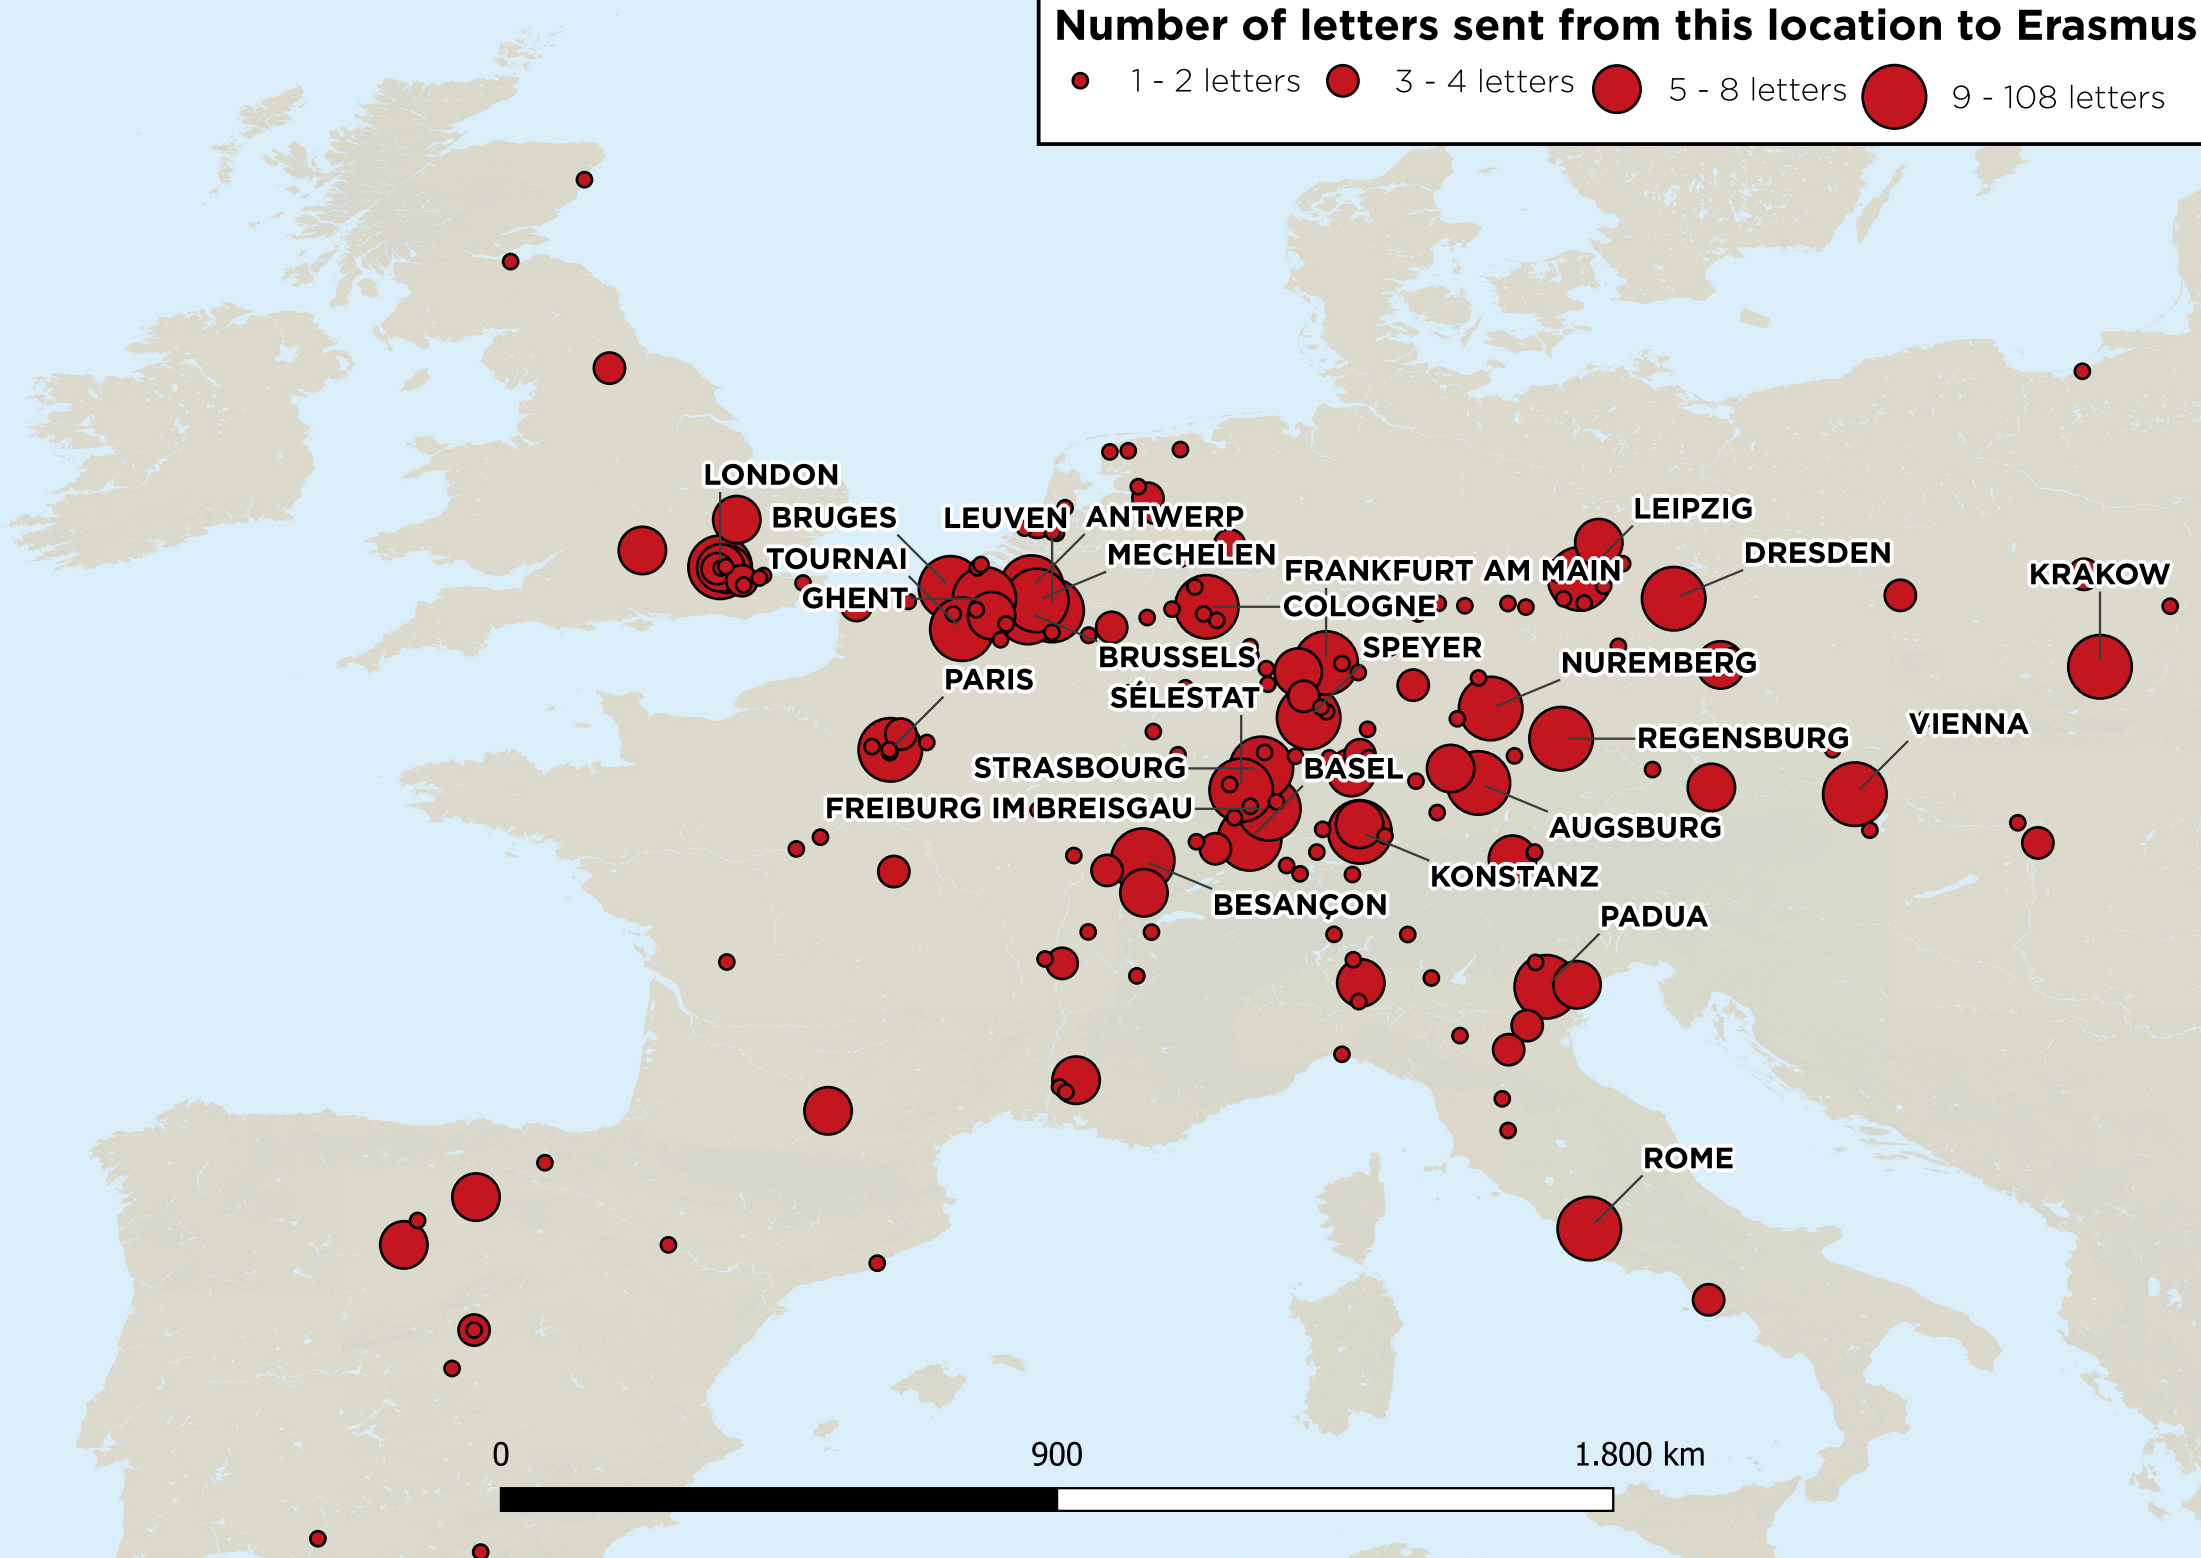 Number of letters sent from this location to Erasmus
1 - 2 letters
3 - 4 letters
5 - 8 letters
9 - 108 letters
LONDON
BRUGES
LEUVEN
ANTWERP
LEIPZIG
TOURNAI
MECHELEN
DRESDEN
FRANKFURT AM MAIN
KRAKOW
GHENT
COLOGNE
BRUSSELS
SPEYER
NUREMBERG
PARIS
SÉLESTAT
VIENNA
REGENSBURG
STRASBOURG
BASEL
FREIBURG IM BREISGAU
AUGSBURG
KONSTANZ
BESANÇON
PADUA
ROME
0
900
1.800 km